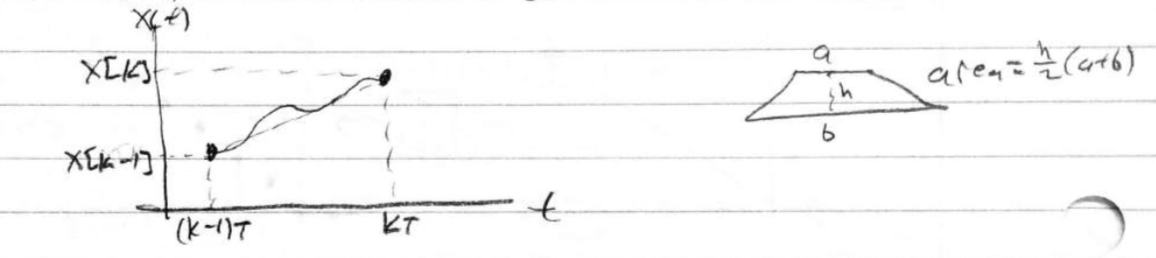 x(t)
x[k]
x[k-1]
(k-1)T
kT
t
a
h
b
area = h/2 (a+b)